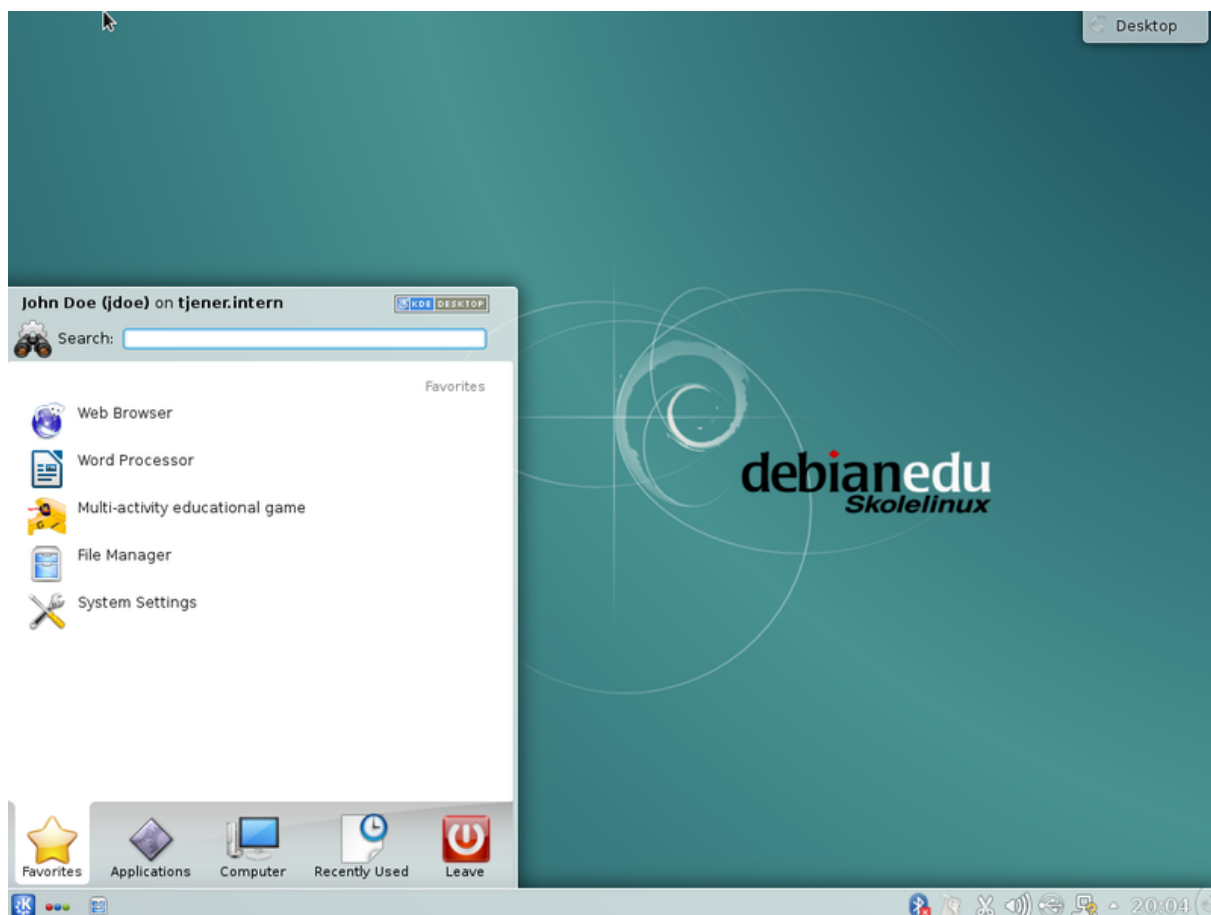 Desktop
John Doe (jdoe) on tjener.intern
KDE DESKTOP
Search:
Favorites
Web Browser
Word Processor
Multi-activity educational game
File Manager
System Settings
debianedu
Skolelinux
Favorites Applications Computer Recently Used Leave
20:04